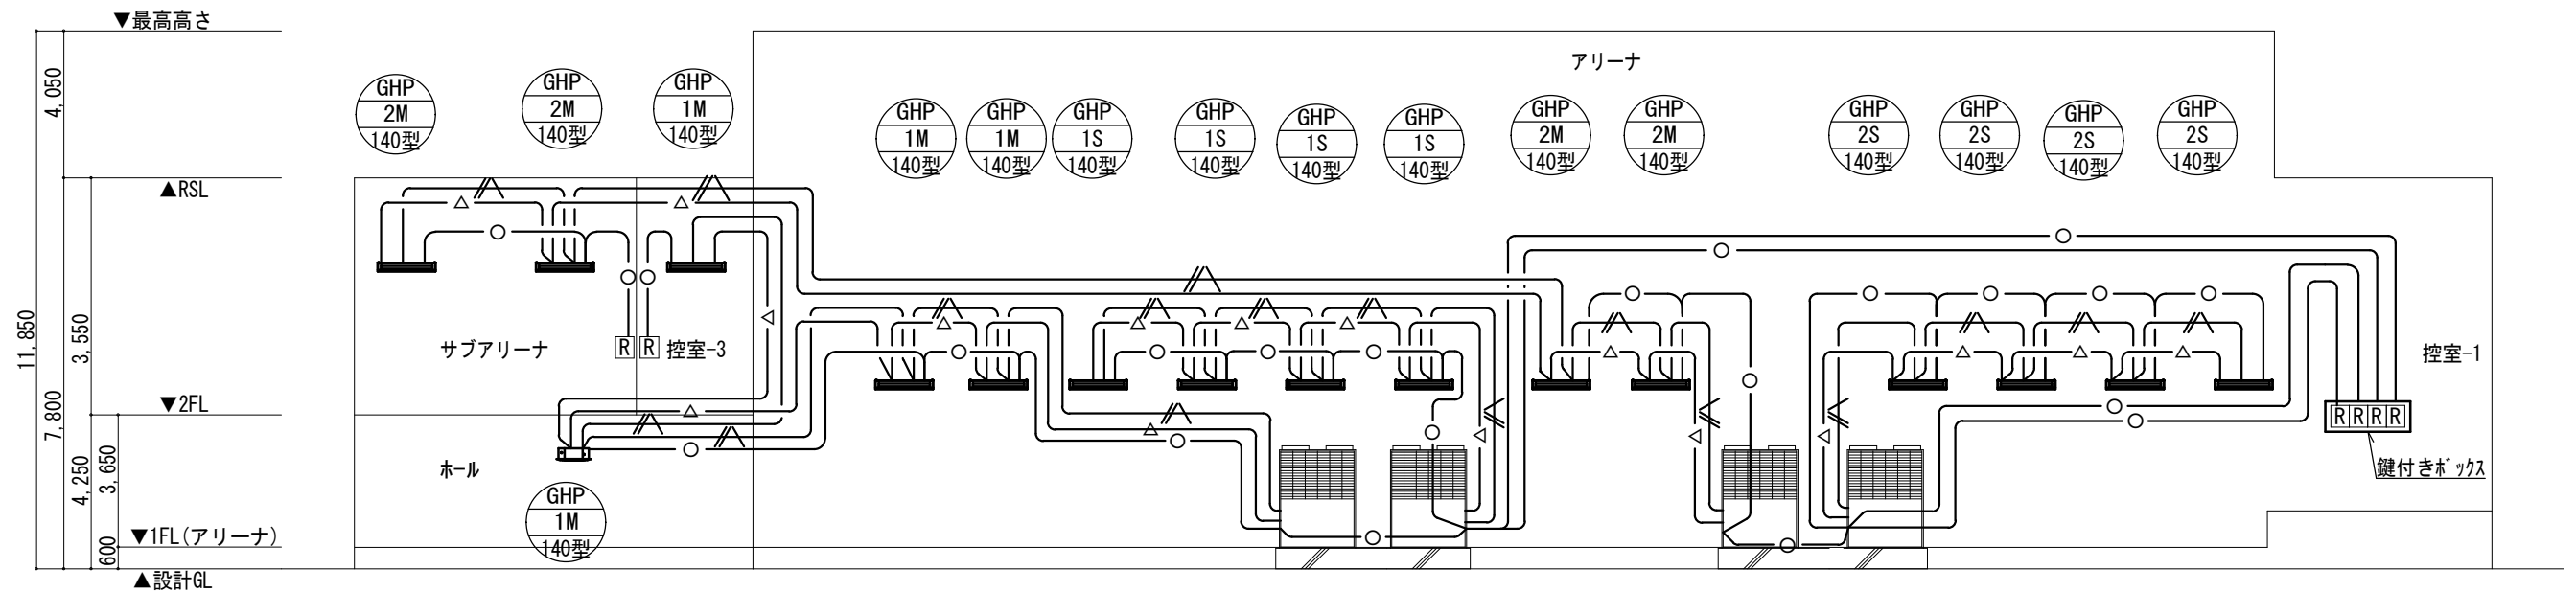 ▼最高高さ
アリーナ
GHP
2M
140型
GHP
2M
140型
GHP
1M
140型
GHP
1M
140型
GHP
1M
140型
GHP
1S
140型
GHP
1S
140型
GHP
1S
140型
GHP
1S
140型
GHP
2M
140型
GHP
2M
140型
GHP
2S
140型
GHP
2S
140型
GHP
2S
140型
GHP
2S
140型
4,050
▲RSL
11,850
3,550
7,800
サブアリーナ
R
R
控室-3
控室-1
▼2FL
R R R R
鍵付きボックス
4,250
3,650
ホール
GHP
1M
140型
▼1FL(アリーナ)
600
▲設計GL